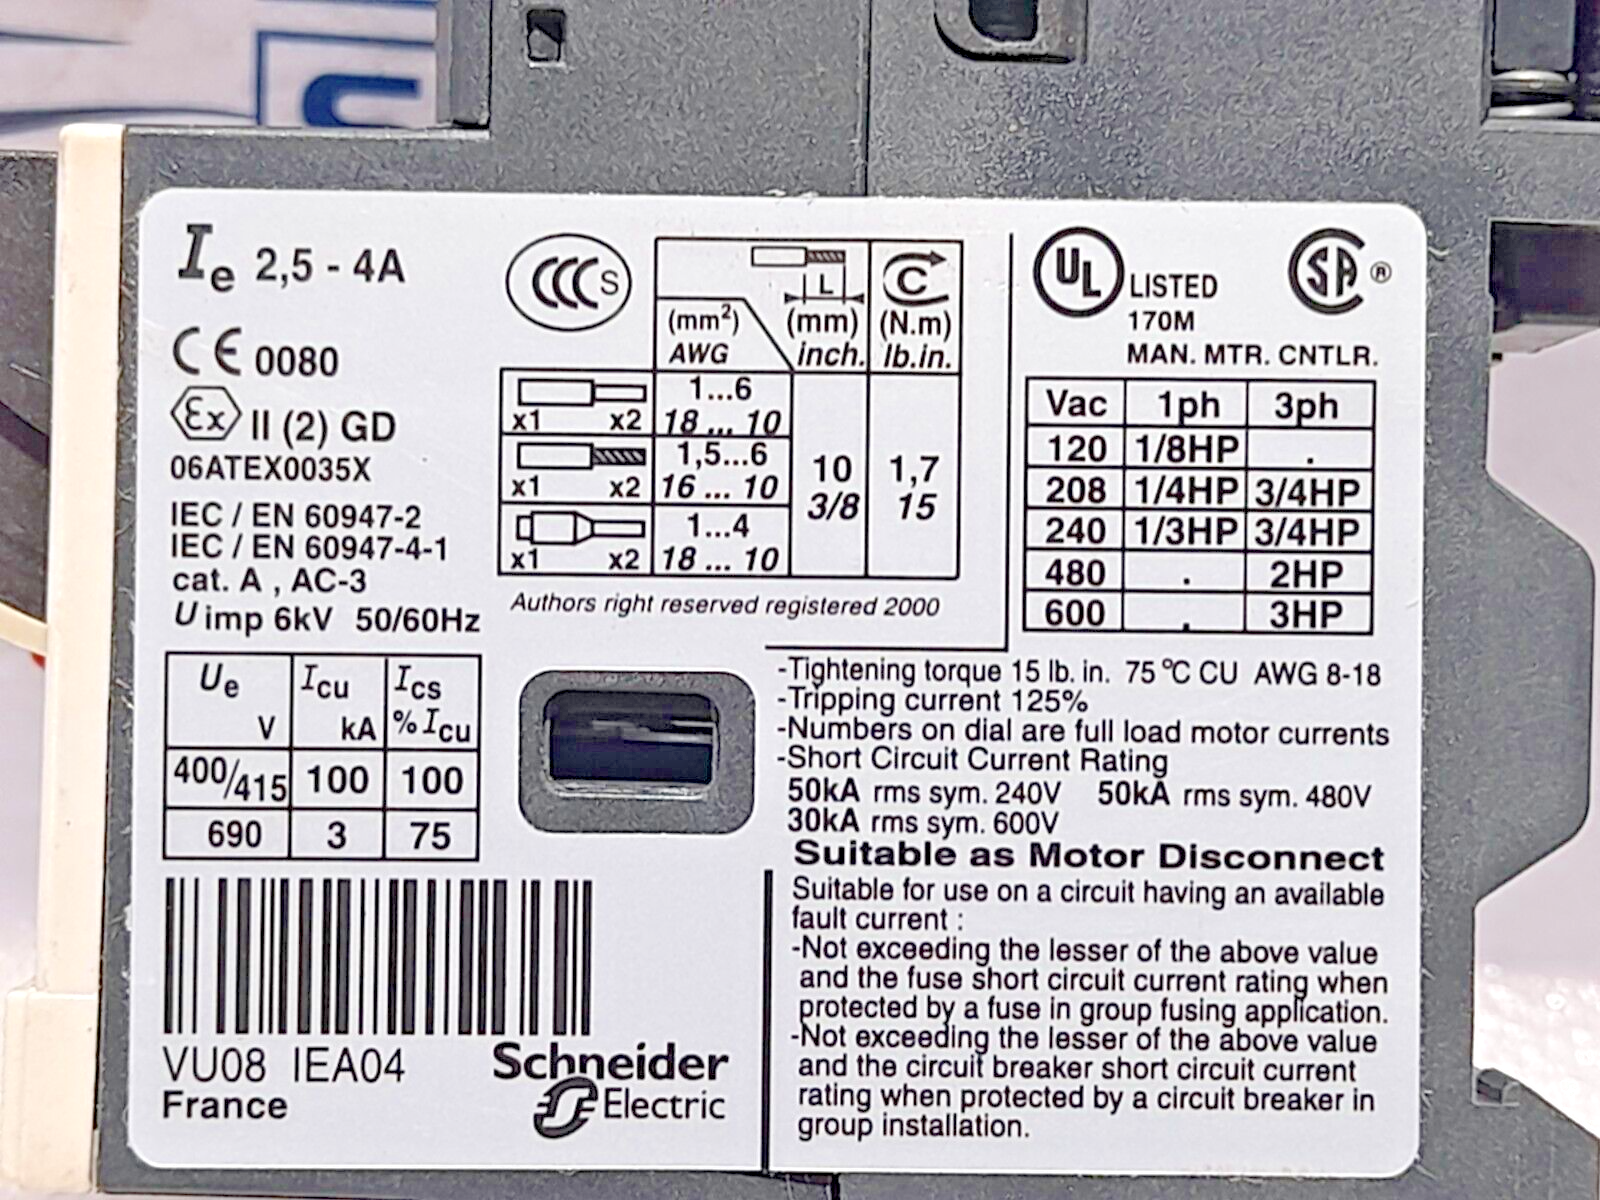 Ie 2,5 - 4A
CE 0080
Ex II (2) GD
06ATEX0035X
IEC / EN 60947-2
IEC / EN 60947-4-1
cat. A , AC-3
U imp 6kV 50/60Hz
Ue V Icu kA Ics % Icu
400/415 100 100
690 3 75
VU08 IEA04
France
Schneider
Electric
CCC S
L
(mm²) (mm) (N.m)
AWG inch. lb.in.
1...6
x1 x2 18 ... 10
1,5...6
x1 x2 16 ... 10
1...4
x1 x2 18 ... 10
10 1,7
3/8 15
Authors right reserved registered 2000
UL LISTED SA ®
170M
MAN. MTR. CNTLR.
Vac 1ph 3ph
120 1/8HP .
208 1/4HP 3/4HP
240 1/3HP 3/4HP
480 . 2HP
600 . 3HP
-Tightening torque 15 lb. in. 75 °C CU AWG 8-18
-Tripping current 125%
-Numbers on dial are full load motor currents
-Short Circuit Current Rating
50kA rms sym. 240V 50kA rms sym. 480V
30kA rms sym. 600V
Suitable as Motor Disconnect
Suitable for use on a circuit having an available
fault current :
-Not exceeding the lesser of the above value
and the fuse short circuit current rating when
protected by a fuse in group fusing application.
-Not exceeding the lesser of the above value
and the circuit breaker short circuit current
rating when protected by a circuit breaker in
group installation.